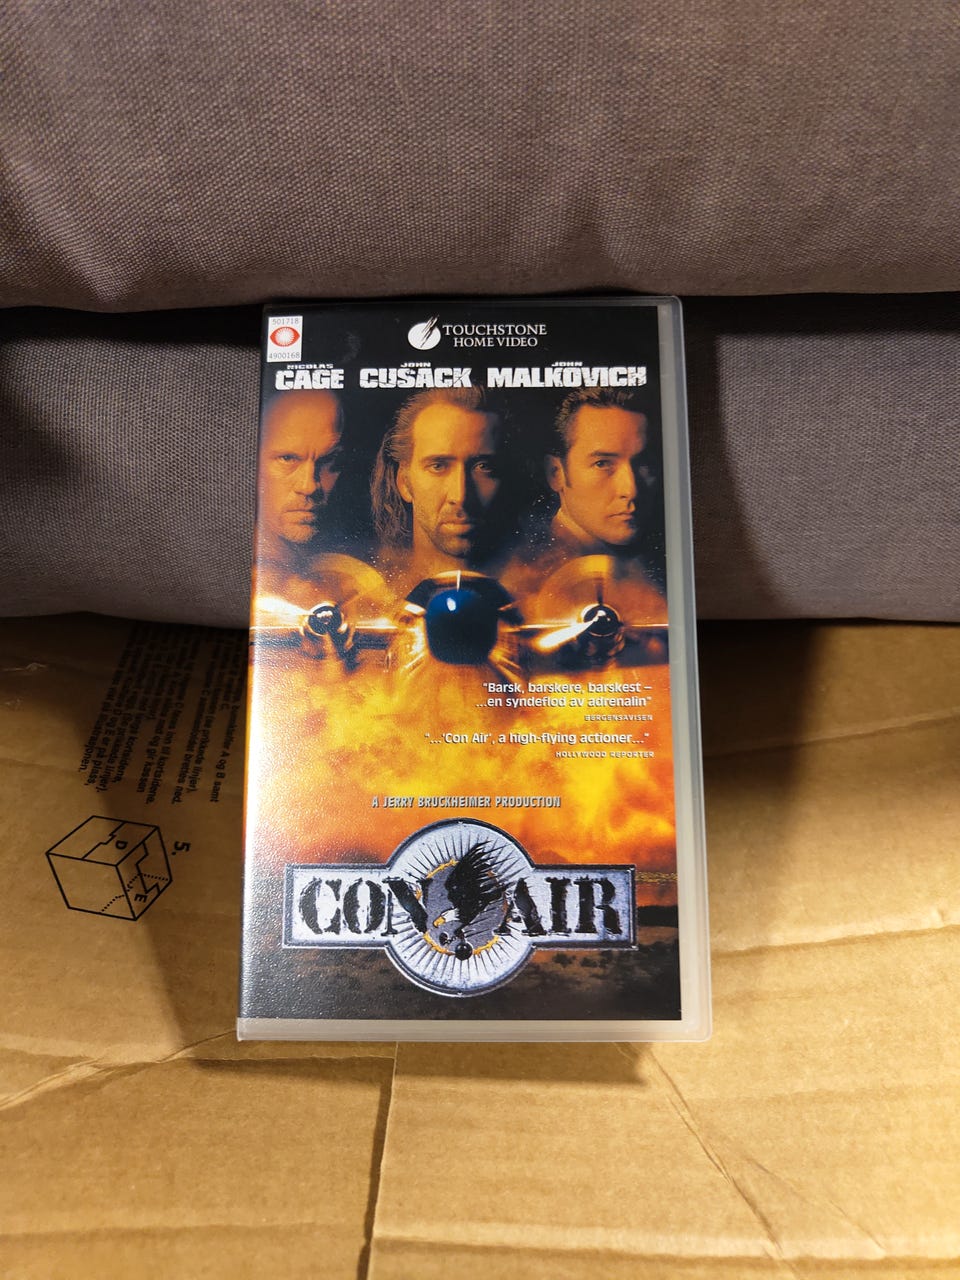 501718
4900168
TOUCHSTONE
HOME VIDEO
NICOLAS
CAGE
JOHN
CUSACK
JOHN
MALKOVICH
"Barsk, barskere, barskest –
...en syndeflod av adrenalin"
BERGENSAVISEN
"...'Con Air', a high-flying actioner..."
HOLLYWOOD REPORTER
A JERRY BRUCKHEIMER PRODUCTION
CON AIR
5.
D
E